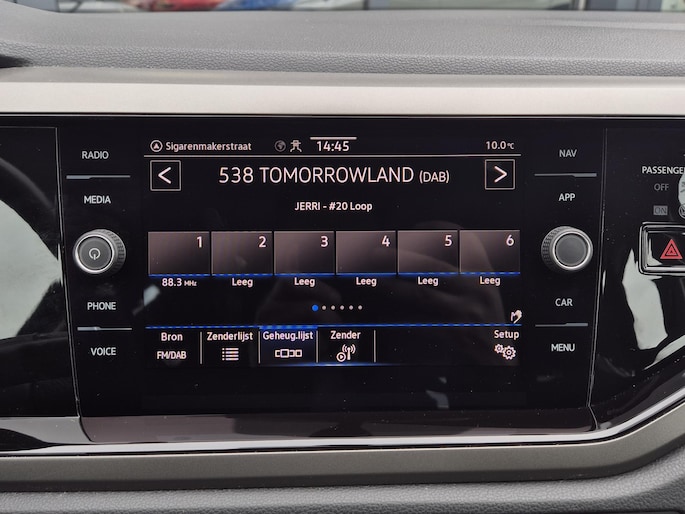 RADIO
MEDIA
PHONE
VOICE
Sigarenmakerstraat 14:45 10.0 °C
538 TOMORROWLAND (DAB)
JERRI - #20 Loop
1 2 3 4 5 6
88.3 MHz Leeg Leeg Leeg Leeg Leeg
Bron Zenderlijst Geheug.lijst Zender Setup
FM/DAB
NAV
APP
CAR
MENU
PASSENGER
OFF
ON